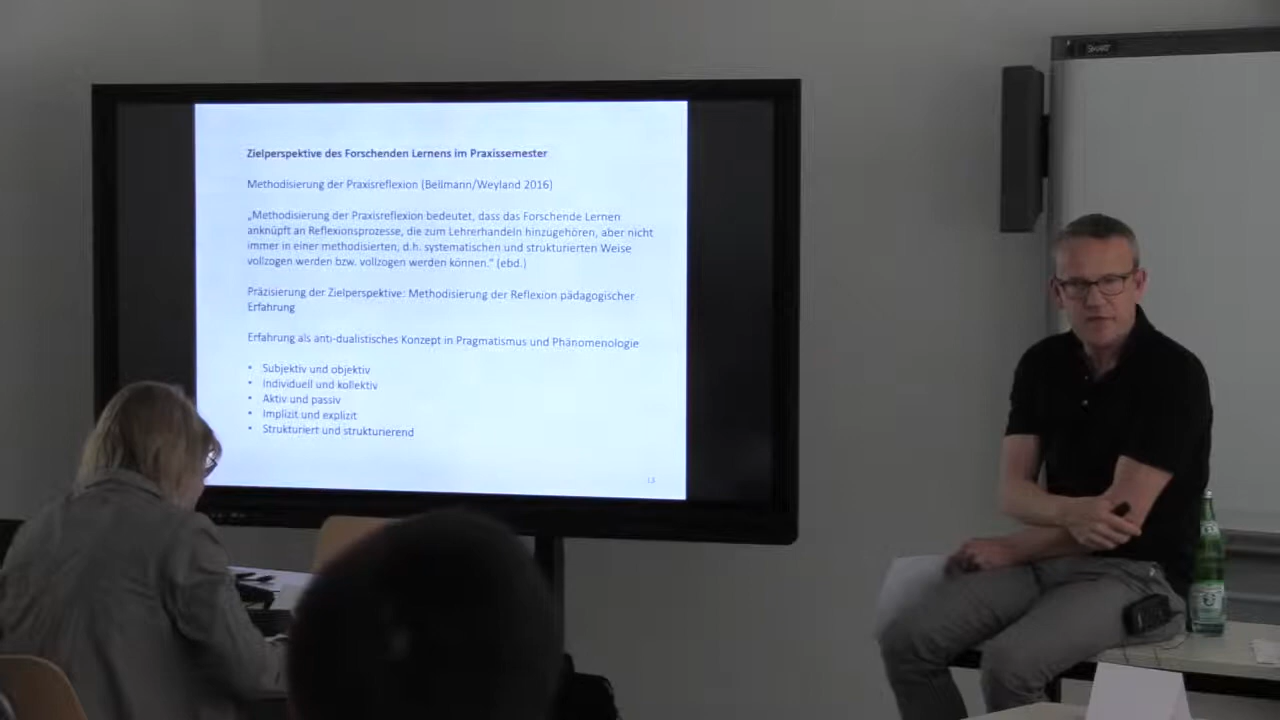 Zielperspektive des Forschenden Lernens im Praxissemester
Methodisierung der Praxisreflexion (Bellmann/Weyland 2016)
„Methodisierung der Praxisreflexion bedeutet, dass das Forschende Lernen
anknüpft an Reflexionsprozesse, die zum Lehrerhandeln hinzugehören, aber nicht
immer in einer methodisierten, d.h. systematischen und strukturierten Weise
vollzogen werden bzw. vollzogen werden können.“ (ebd.)
Präzisierung der Zielperspektive: Methodisierung der Reflexion pädagogischer
Erfahrung
Erfahrung als anti-dualistisches Konzept in Pragmatismus und Phänomenologie
• Subjektiv und objektiv
• Individuell und kollektiv
• Aktiv und passiv
• Implizit und explizit
• Strukturiert und strukturierend
SMART